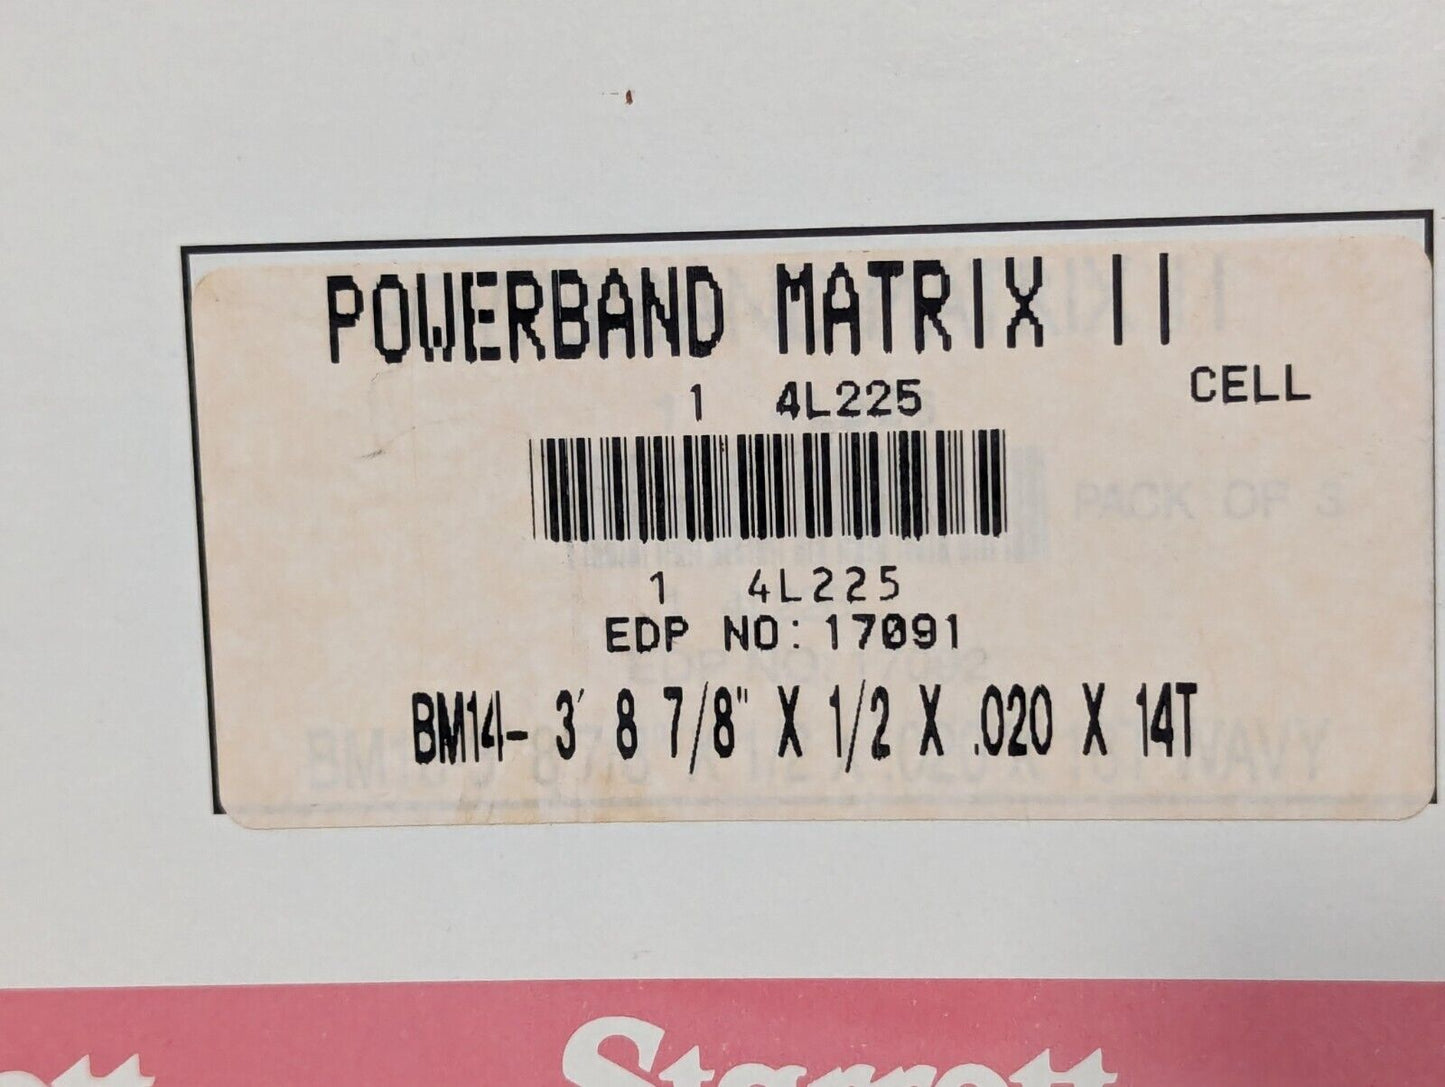 POWERBAND MATRIX II
1 4L225
CELL
PACK OF 3
1 4L225
EDP NO:17091
BM14- 3' 8 7/8" X 1/2 X .020 X 14T
Starrett